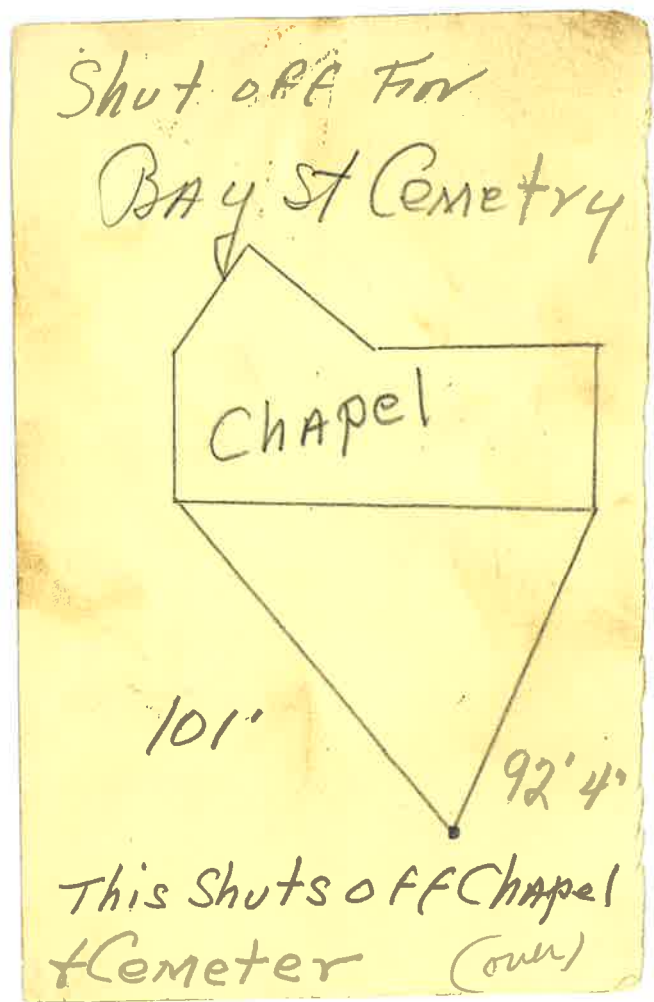 Shut off For
BAy St Cemetry
ChApel
101'
92' 4"
This Shuts off ChApel
+ Cemeter (over)